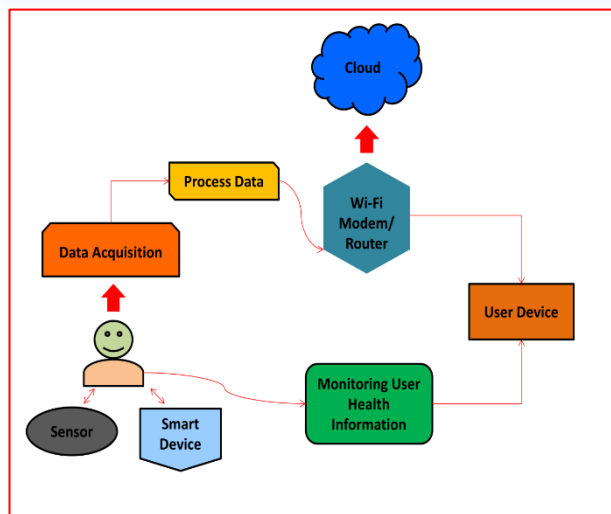 Cloud
Process Data
Wi-Fi
Modem/
Router
Data Acquisition
User Device
Monitoring User
Health
Information
Sensor
Smart
Device